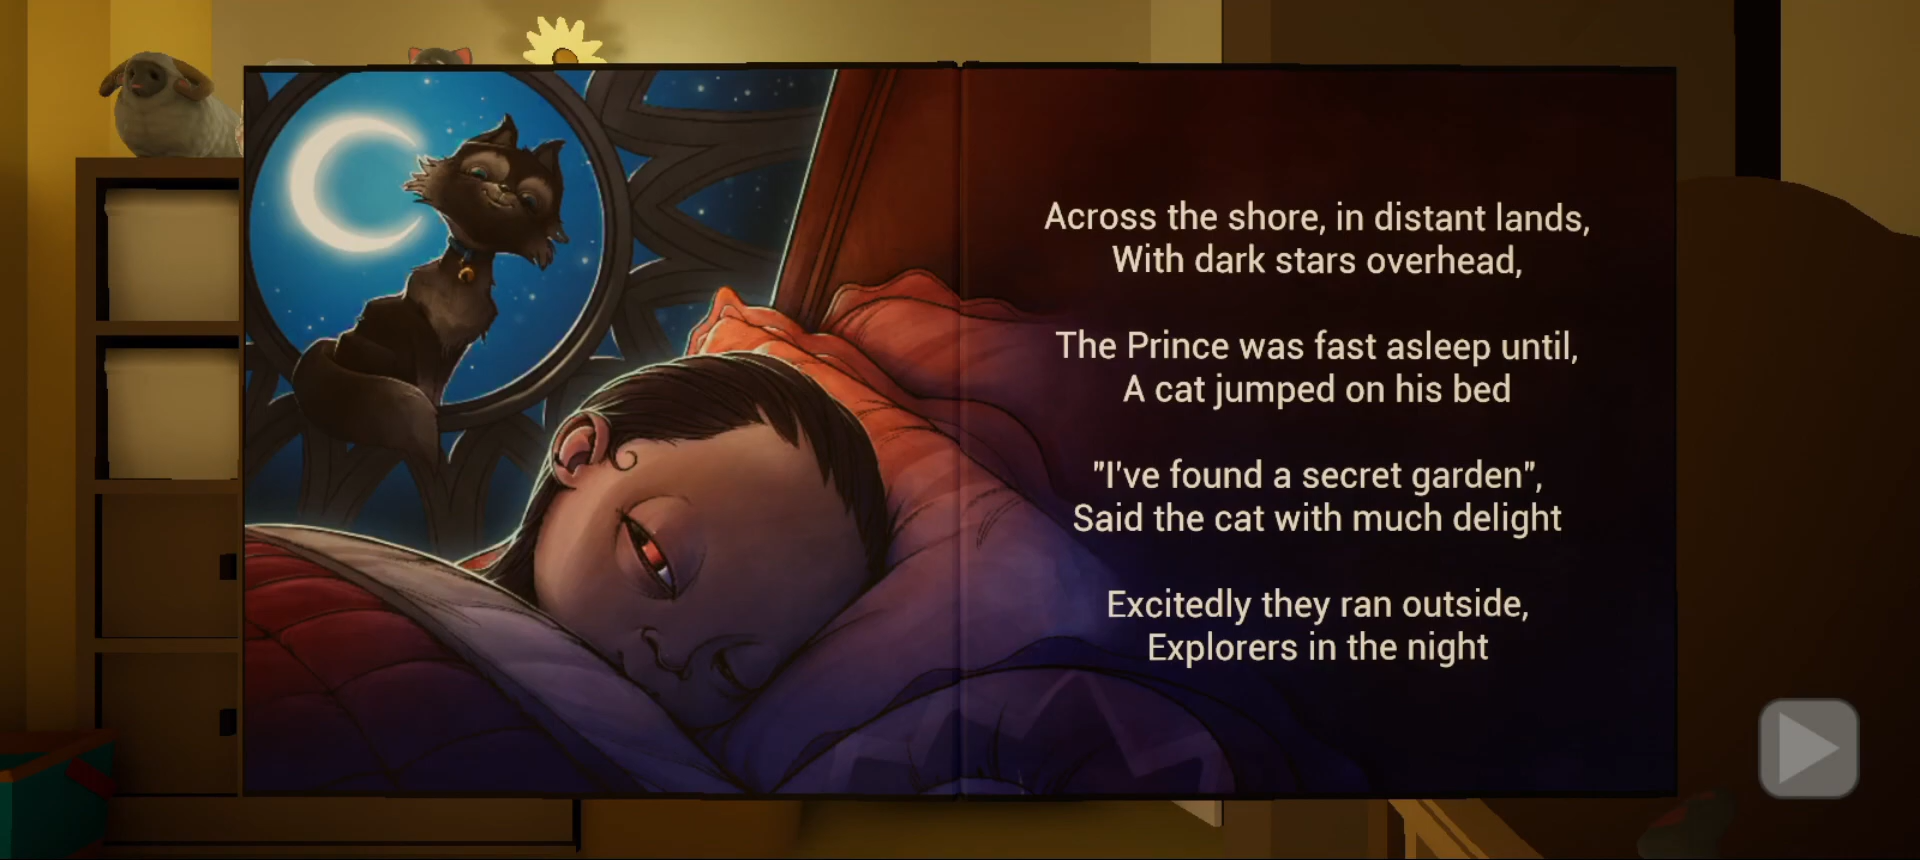 Across the shore, in distant lands,
With dark stars overhead,
The Prince was fast asleep until,
A cat jumped on his bed
"I've found a secret garden",
Said the cat with much delight
Excitedly they ran outside,
Explorers in the night